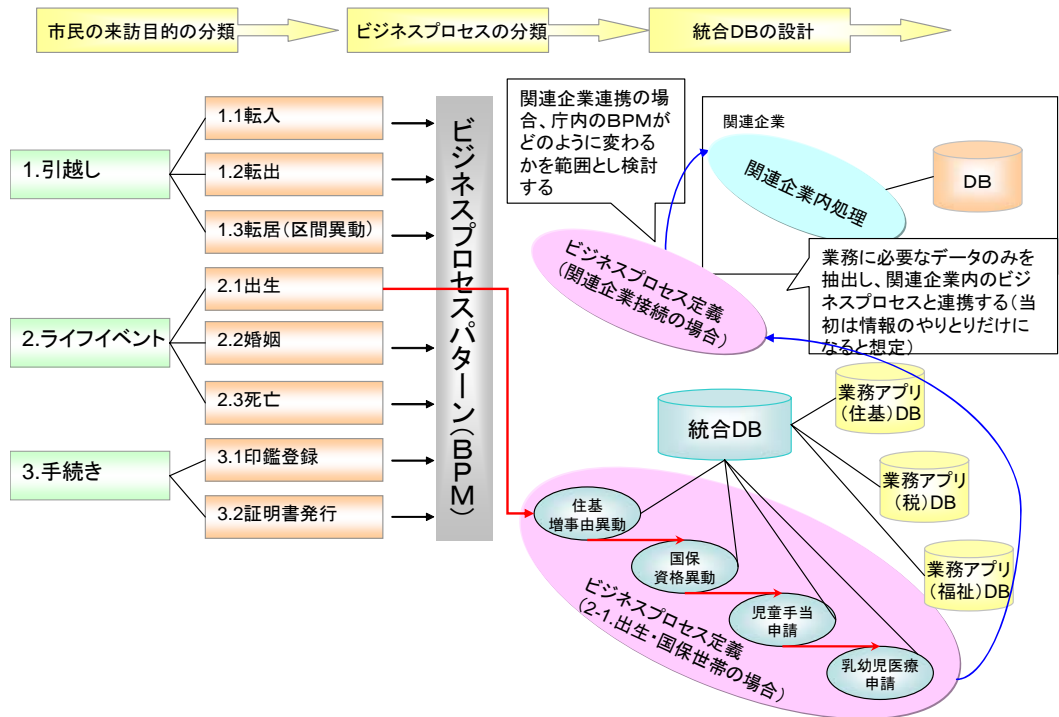 市民の来訪目的の分類
ビジネスプロセスの分類
統合DBの設計
1.引越し
1.1転入
1.2転出
1.3転居(区間異動)
2.ライフイベント
2.1出生
2.2婚姻
2.3死亡
3.手続き
3.1印鑑登録
3.2証明書発行
ビジネスプロセスパターン(BPM)
関連企業連携の場
合、庁内のBPMが
どのように変わる
かを範囲とし検討
する
関連企業
関連企業内処理
DB
ビジネスプロセス定義
(関連企業接続の場合)
業務に必要なデータのみを
抽出し、関連企業内のビジ
ネスプロセスと連携する(当
初は情報のやりとりだけに
なると想定)
統合DB
業務アプリ
(住基)DB
業務アプリ
(税)DB
業務アプリ
(福祉)DB
住基
増事由異動
国保
資格異動
児童手当
申請
乳幼児医療
申請
ビジネスプロセス定義
(2-1.出生・国保世帯の場合)